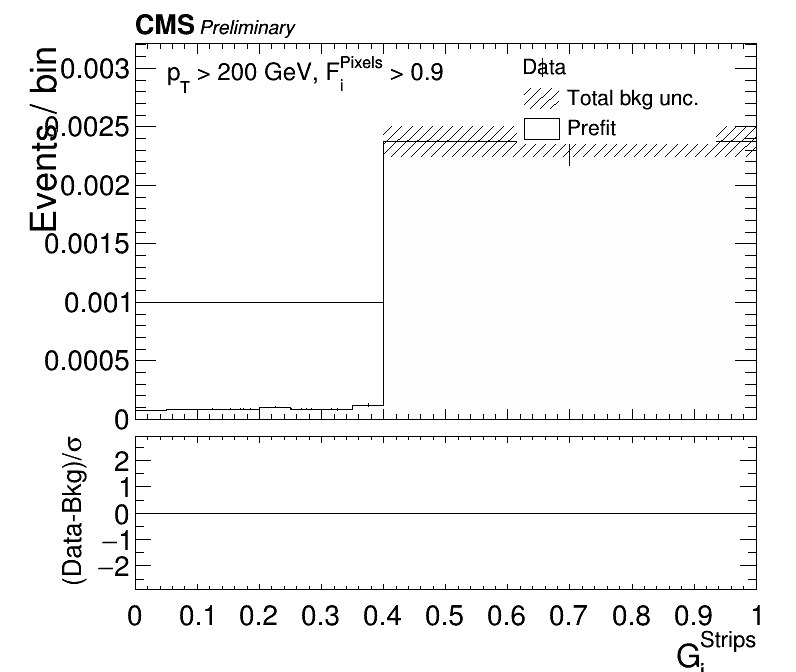 CMS Preliminary
p_T > 200 GeV, F_i^Pixels > 0.9
Data
Total bkg unc.
Prefit
Events / bin
0.003
0.0025
0.002
0.0015
0.001
0.0005
0
(Data-Bkg)/σ
2
1
0
−1
−2
0 0.1 0.2 0.3 0.4 0.5 0.6 0.7 0.8 0.9 1
G_i^Strips